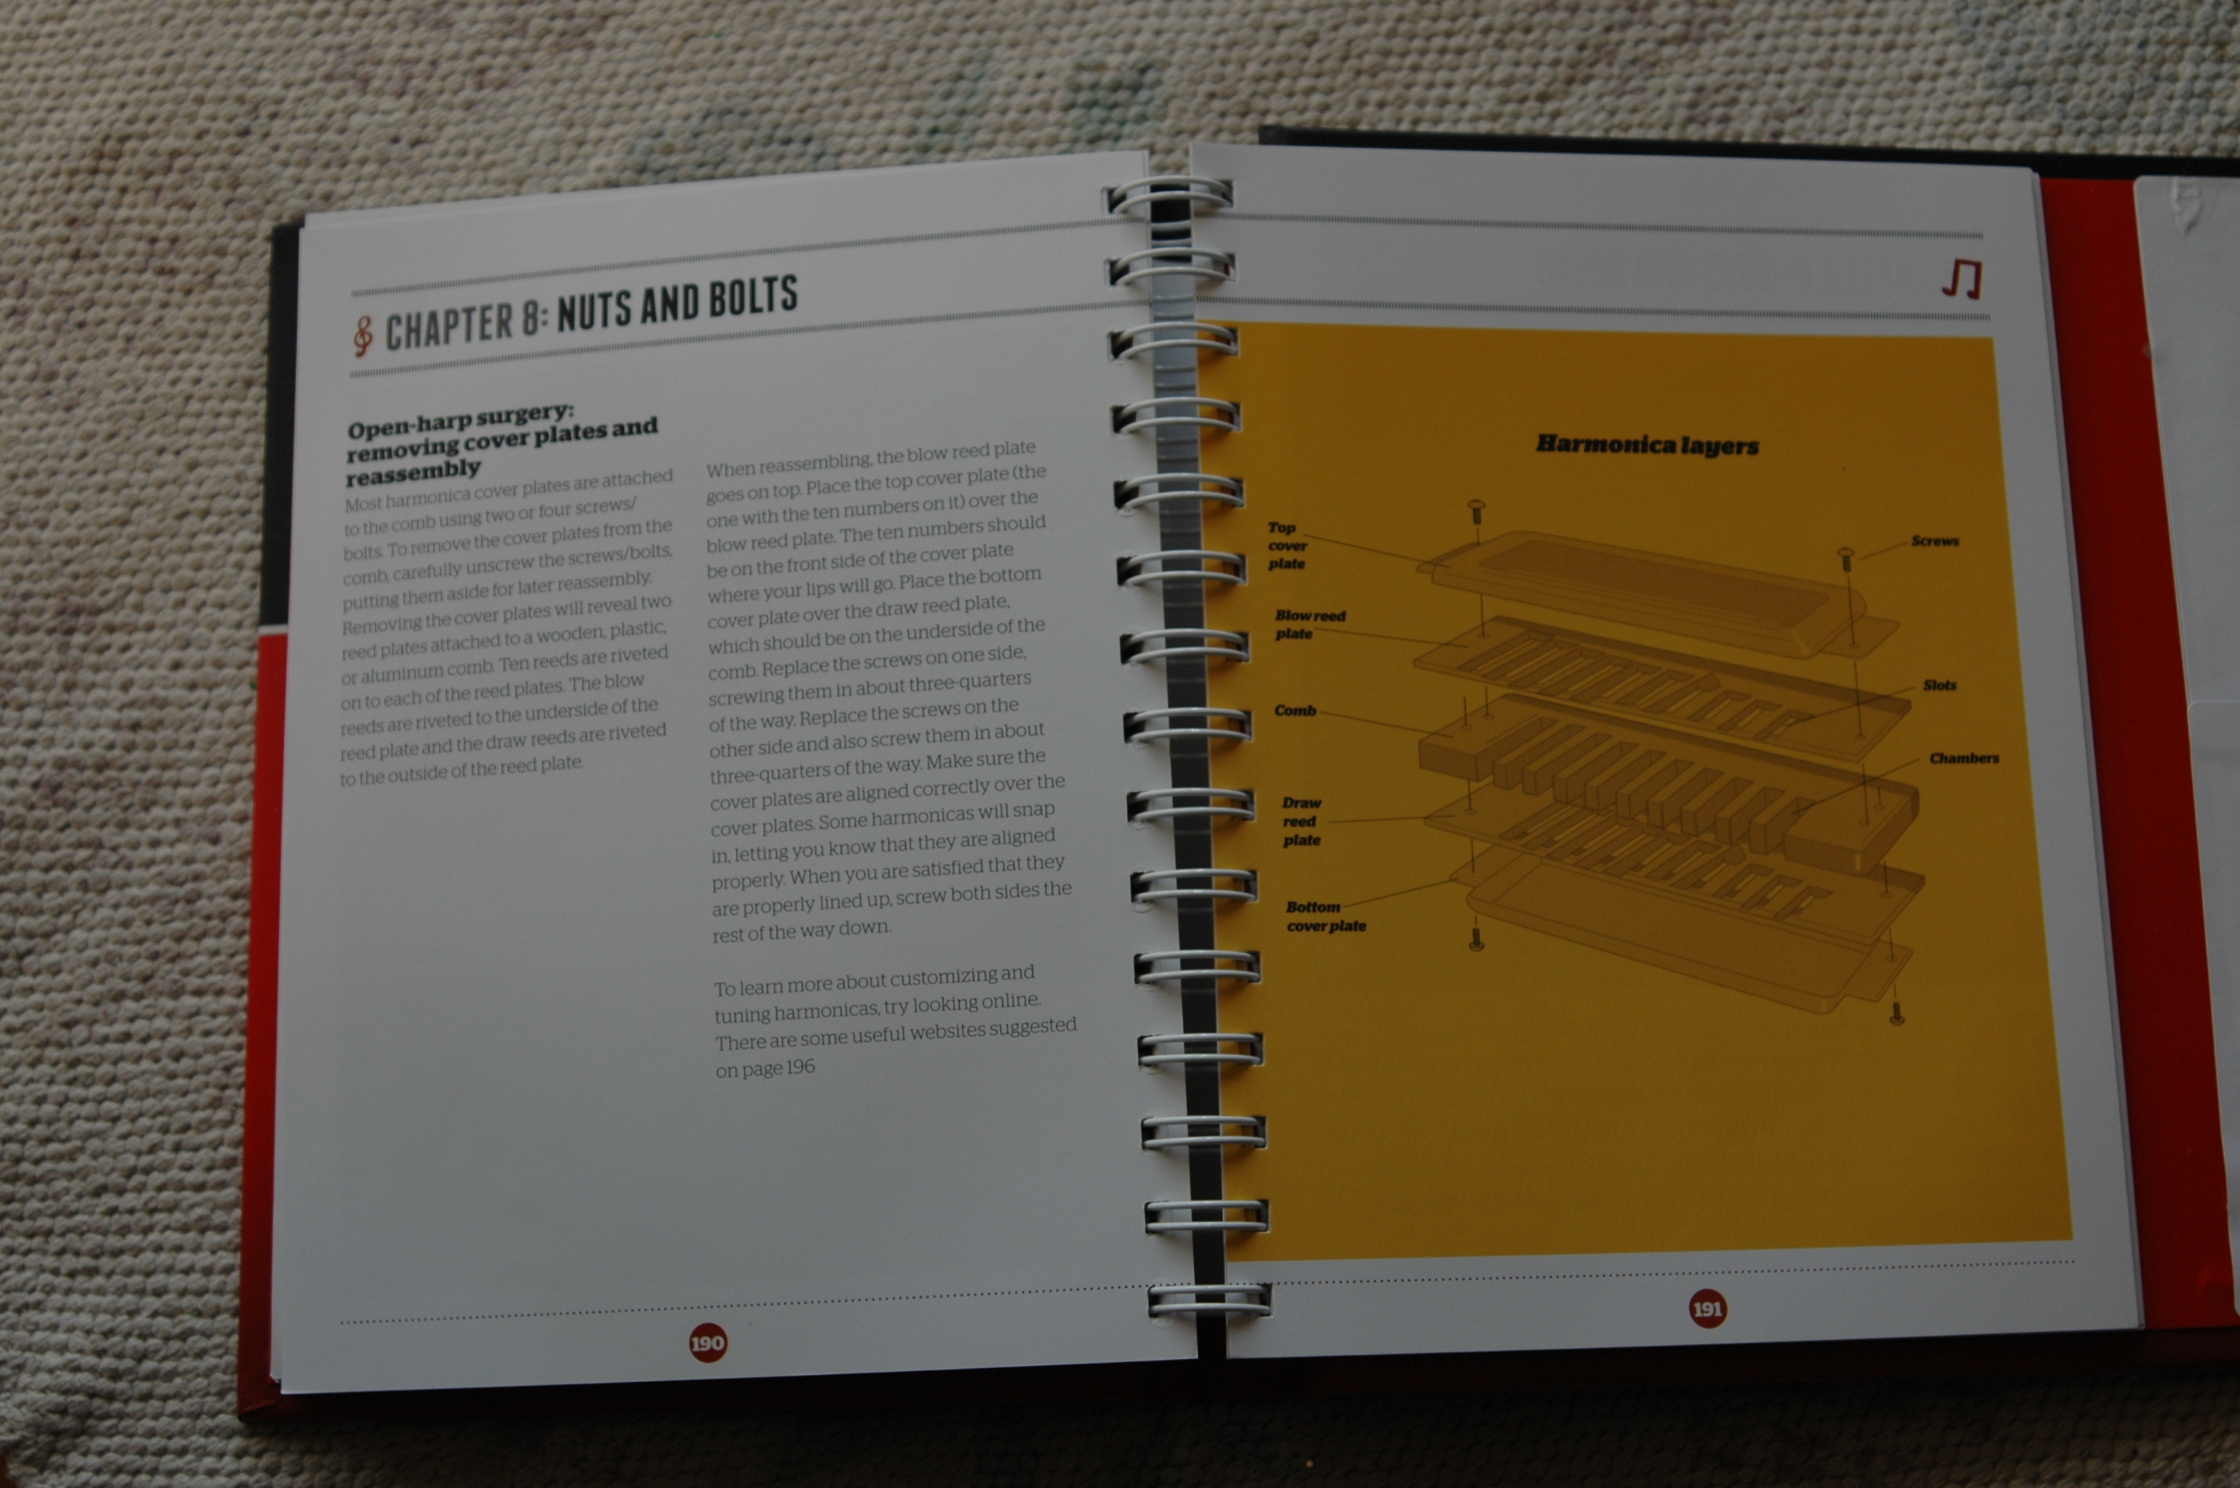 CHAPTER 8: NUTS AND BOLTS
Open-harp surgery:
removing cover plates and
reassembly
Most harmonica cover plates are attached
to the comb using two or four screws/
bolts. To remove the cover plates from the
comb, carefully unscrew the screws/bolts,
putting them aside for later reassembly.
Removing the cover plates will reveal two
reed plates attached to a wooden, plastic,
or aluminum comb. Ten reeds are riveted
on to each of the reed plates. The blow
reeds are riveted to the underside of the
reed plate and the draw reeds are riveted
to the outside of the reed plate.
When reassembling, the blow reed plate
goes on top. Place the top cover plate (the
one with the ten numbers on it) over the
blow reed plate. The ten numbers should
be on the front side of the cover plate
where your lips will go. Place the bottom
cover plate over the draw reed plate,
which should be on the underside of the
comb. Replace the screws on one side,
screwing them in about three-quarters
of the way. Replace the screws on the
other side and also screw them in about
three-quarters of the way. Make sure the
cover plates are aligned correctly over the
cover plates. Some harmonicas will snap
in, letting you know that they are aligned
properly. When you are satisfied that they
are properly lined up, screw both sides the
rest of the way down.
To learn more about customizing and
tuning harmonicas, try looking online.
There are some useful websites suggested
on page 196
190
Harmonica layers
Screws
Slots
Chambers
Top
cover
plate
Blow reed
plate
Comb
Draw
reed
plate
Bottom
cover plate
191